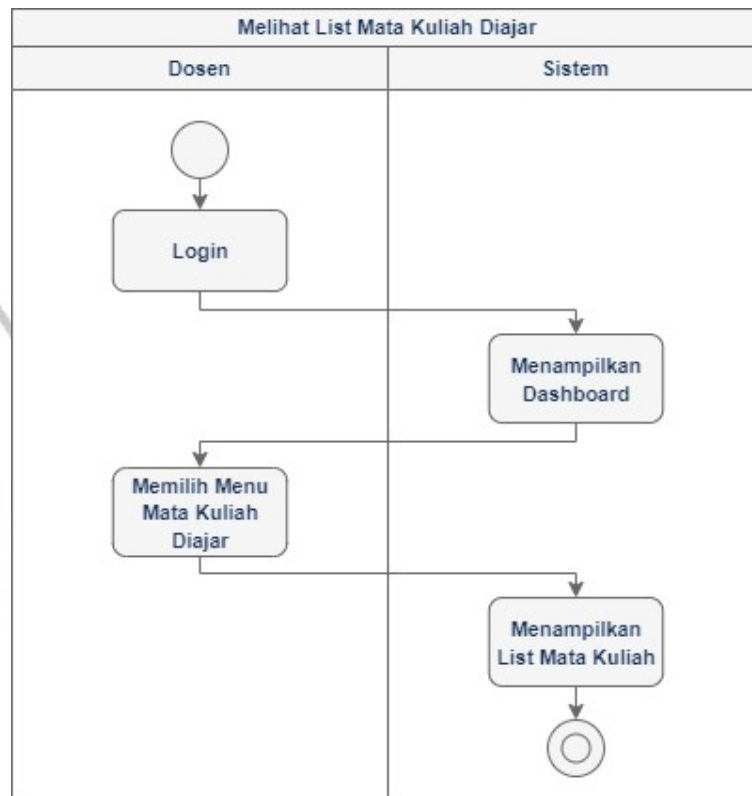 Melihat List Mata Kuliah Diajar
Dosen
Sistem
Login
Menampilkan
Dashboard
Memilih Menu
Mata Kuliah
Diajar
Menampilkan
List Mata Kuliah